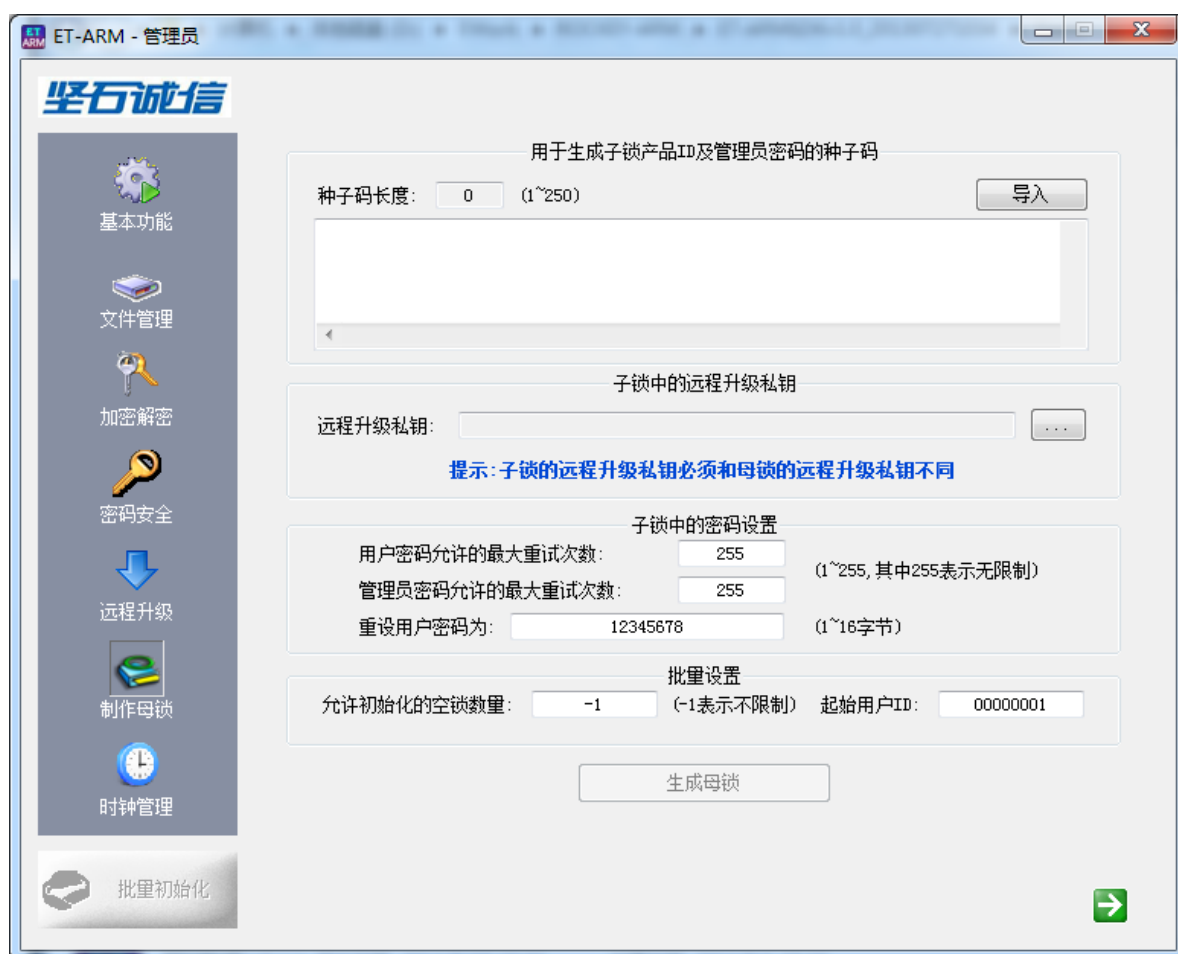 ET ARM ET-ARM - 管理员
坚石诚信
基本功能
文件管理
加密解密
密码安全
远程升级
制作母锁
时钟管理
批量初始化
用于生成子锁产品ID及管理员密码的种子码
种子码长度: 0 (1~250) 导入
子锁中的远程升级私钥
远程升级私钥: ...
提示:子锁的远程升级私钥必须和母锁的远程升级私钥不同
子锁中的密码设置
用户密码允许的最大重试次数: 255
(1~255,其中255表示无限制)
管理员密码允许的最大重试次数: 255
重设用户密码为: 12345678 (1~16字节)
批里设置
允许初始化的空锁数量: -1 (-1表示不限制) 起始用户ID: 00000001
生成母锁